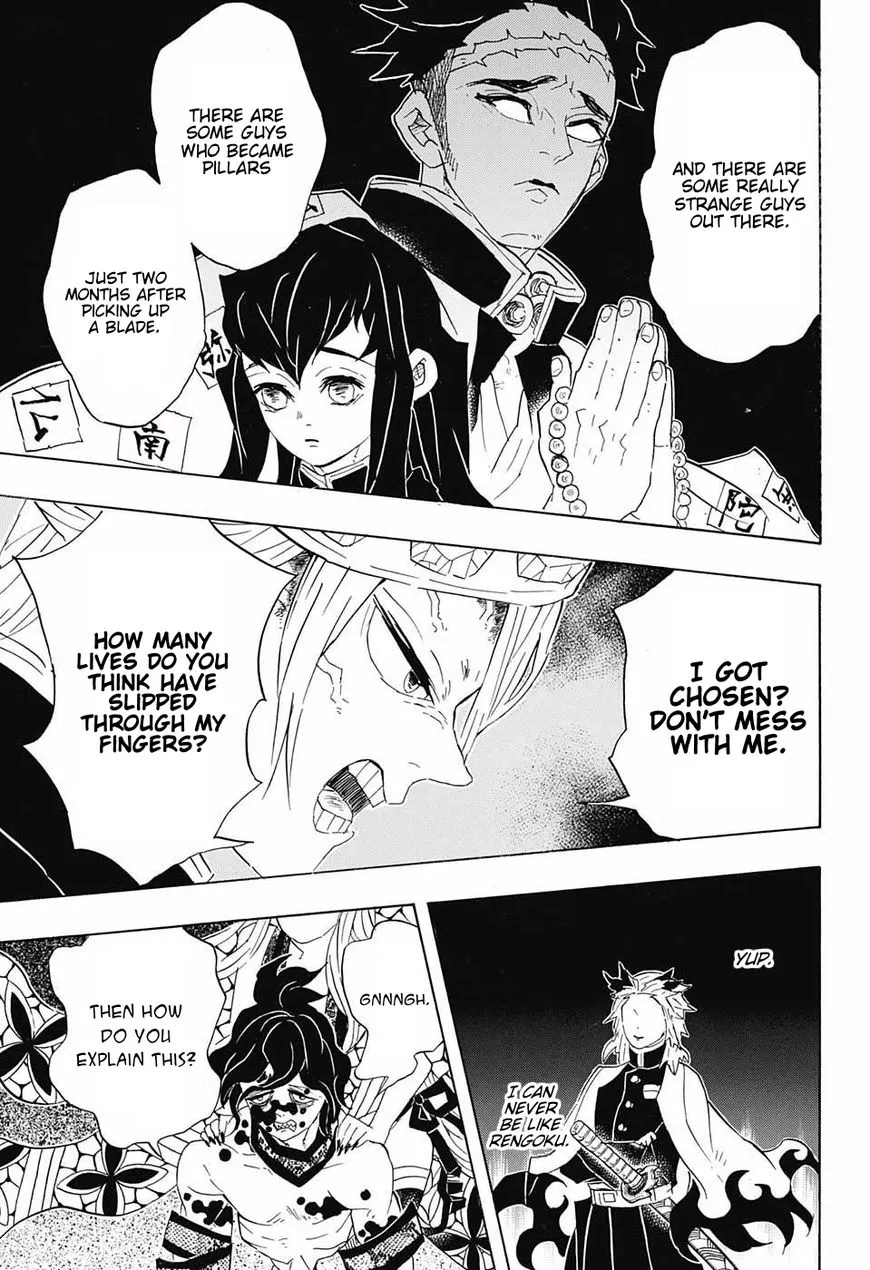 AND THERE ARE
SOME REALLY
STRANGE GUYS
OUT THERE.
THERE ARE
SOME GUYS
WHO BECAME
PILLARS
JUST TWO
MONTHS AFTER
PICKING UP
A BLADE.
南
I GOT
CHOSEN?
DON'T MESS
WITH ME.
HOW MANY
LIVES DO YOU
THINK HAVE
SLIPPED
THROUGH MY
FINGERS?
YUP.
I CAN
NEVER
BE LIKE
RENGOKU.
GNNNGH.
THEN HOW
DO YOU
EXPLAIN THIS?